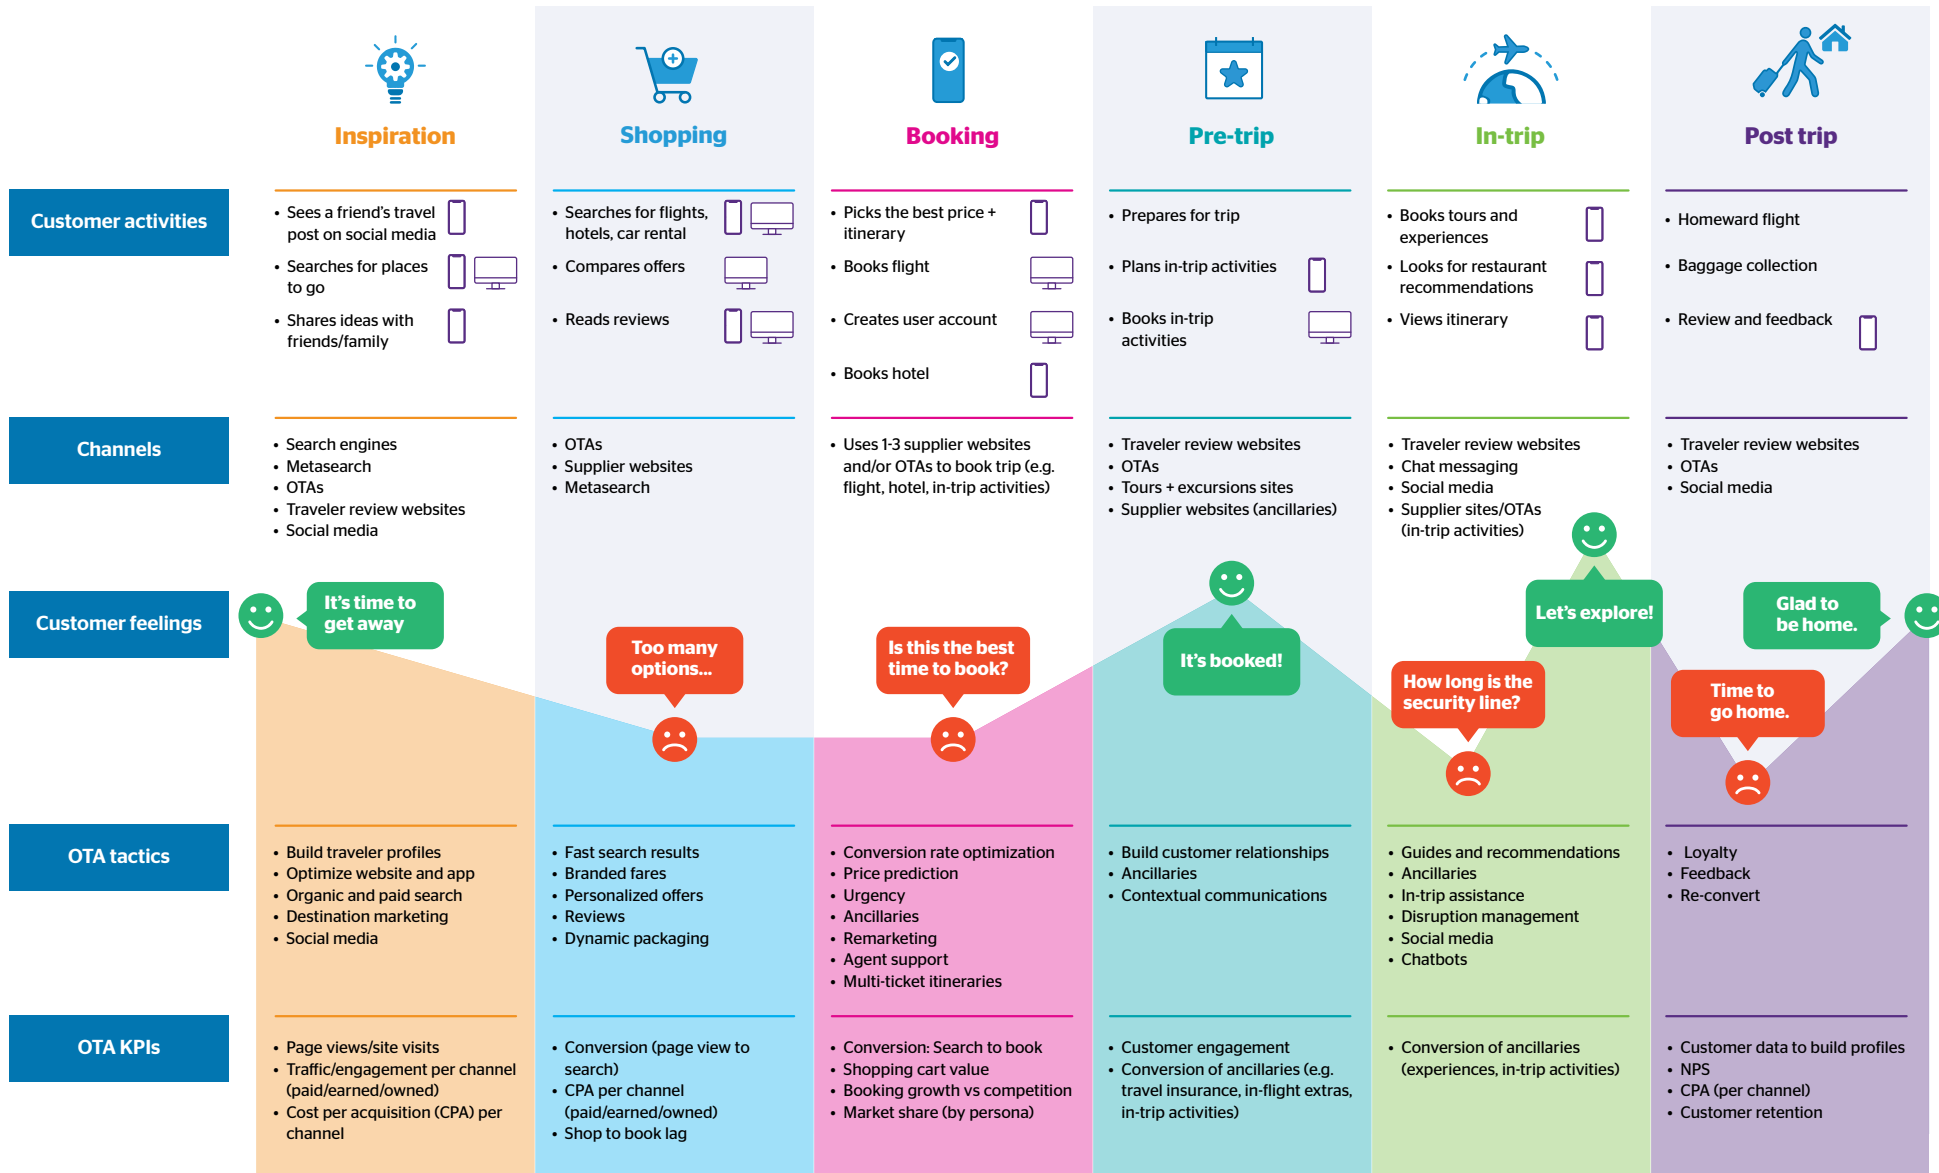 Inspiration
Shopping
Booking
Pre-trip
In-trip
Post trip
Customer activities
• Sees a friend's travel
post on social media
• Searches for places
to go
• Shares ideas with
friends/family
• Searches for flights,
hotels, car rental
• Compares offers
• Reads reviews
• Picks the best price +
itinerary
• Books flight
• Creates user account
• Books hotel
• Prepares for trip
• Plans in-trip activities
• Books in-trip
activities
• Books tours and
experiences
• Looks for restaurant
recommendations
• Views itinerary
• Homeward flight
• Baggage collection
• Review and feedback
Channels
• Search engines
• Metasearch
• OTAs
• Traveler review websites
• Social media
• OTAs
• Supplier websites
• Metasearch
• Uses 1-3 supplier websites
and/or OTAs to book trip (e.g.
flight, hotel, in-trip activities)
• Traveler review websites
• OTAs
• Tours + excursions sites
• Supplier websites (ancillaries)
• Traveler review websites
• Chat messaging
• Social media
• Supplier sites/OTAs
(in-trip activities)
• Traveler review websites
• OTAs
• Social media
Customer feelings
It's time to
get away
Too many
options...
Is this the best
time to book?
It's booked!
How long is the
security line?
Let's explore!
Time to
go home.
Glad to
be home.
OTA tactics
• Build traveler profiles
• Optimize website and app
• Organic and paid search
• Destination marketing
• Social media
• Fast search results
• Branded fares
• Personalized offers
• Reviews
• Dynamic packaging
• Conversion rate optimization
• Price prediction
• Urgency
• Ancillaries
• Remarketing
• Agent support
• Multi-ticket itineraries
• Build customer relationships
• Ancillaries
• Contextual communications
• Guides and recommendations
• Ancillaries
• In-trip assistance
• Disruption management
• Social media
• Chatbots
• Loyalty
• Feedback
• Re-convert
OTA KPIs
• Page views/site visits
• Traffic/engagement per channel
(paid/earned/owned)
• Cost per acquisition (CPA) per
channel
• Conversion (page view to
search)
• CPA per channel
(paid/earned/owned)
• Shop to book lag
• Conversion: Search to book
• Shopping cart value
• Booking growth vs competition
• Market share (by persona)
• Customer engagement
• Conversion of ancillaries (e.g.
travel insurance, in-flight extras,
in-trip activities)
• Conversion of ancillaries
(experiences, in-trip activities)
• Customer data to build profiles
• NPS
• CPA (per channel)
• Customer retention